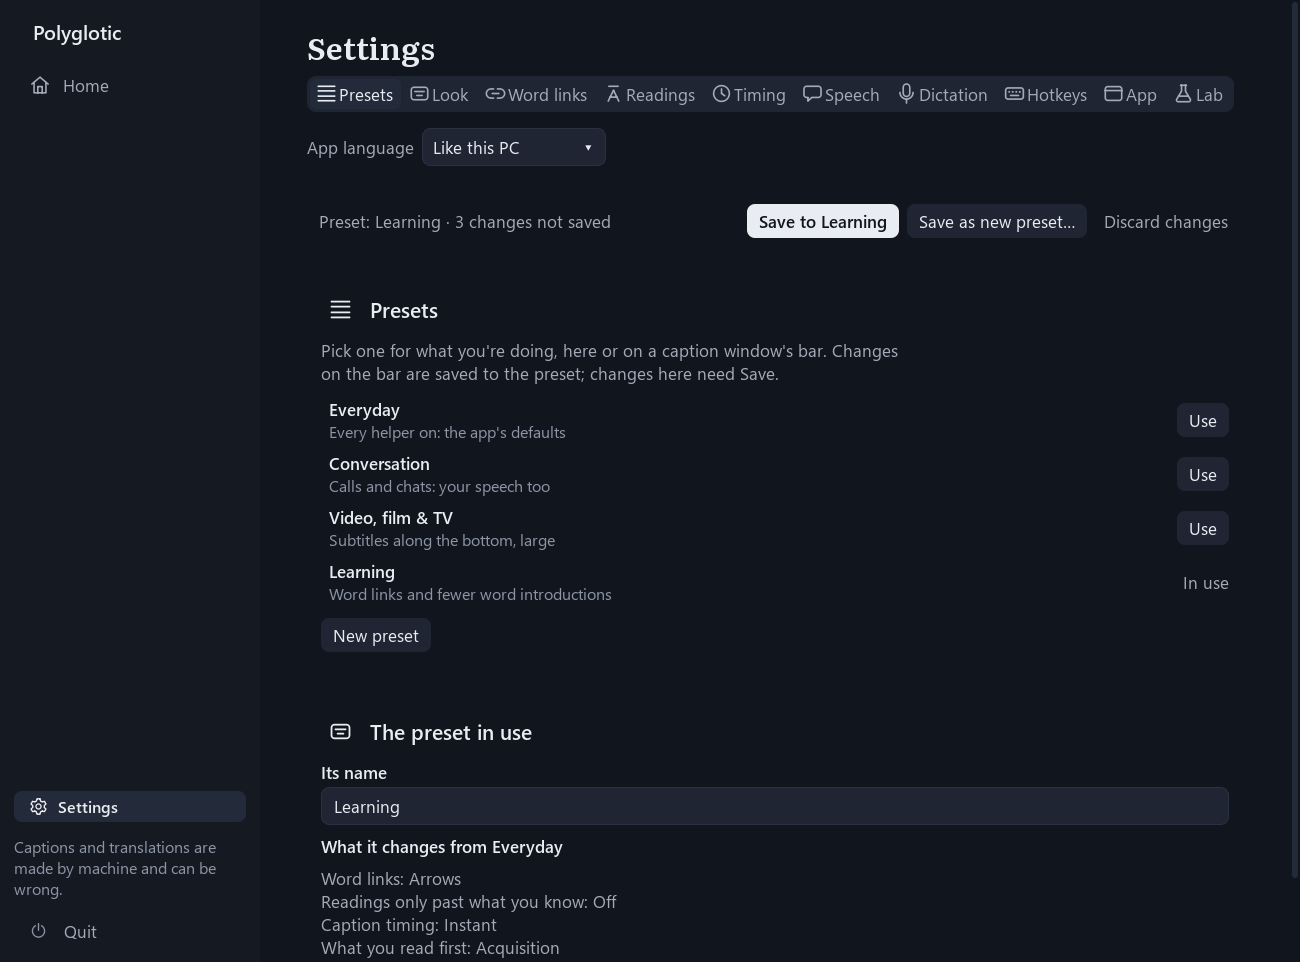 Polyglotic
Home
Settings
Presets
Look
Word links
Readings
Timing
Speech
Dictation
Hotkeys
App
Lab
App language
Like this PC
Preset: Learning · 3 changes not saved
Save to Learning
Save as new preset...
Discard changes
Presets
Pick one for what you're doing, here or on a caption window's bar. Changes
on the bar are saved to the preset; changes here need Save.
Everyday
Every helper on: the app's defaults
Use
Conversation
Calls and chats: your speech too
Use
Video, film & TV
Subtitles along the bottom, large
Use
Learning
Word links and fewer word introductions
In use
New preset
The preset in use
Its name
Learning
What it changes from Everyday
Word links: Arrows
Readings only past what you know: Off
Caption timing: Instant
What you read first: Acquisition
Settings
Captions and translations are
made by machine and can be
wrong.
Quit